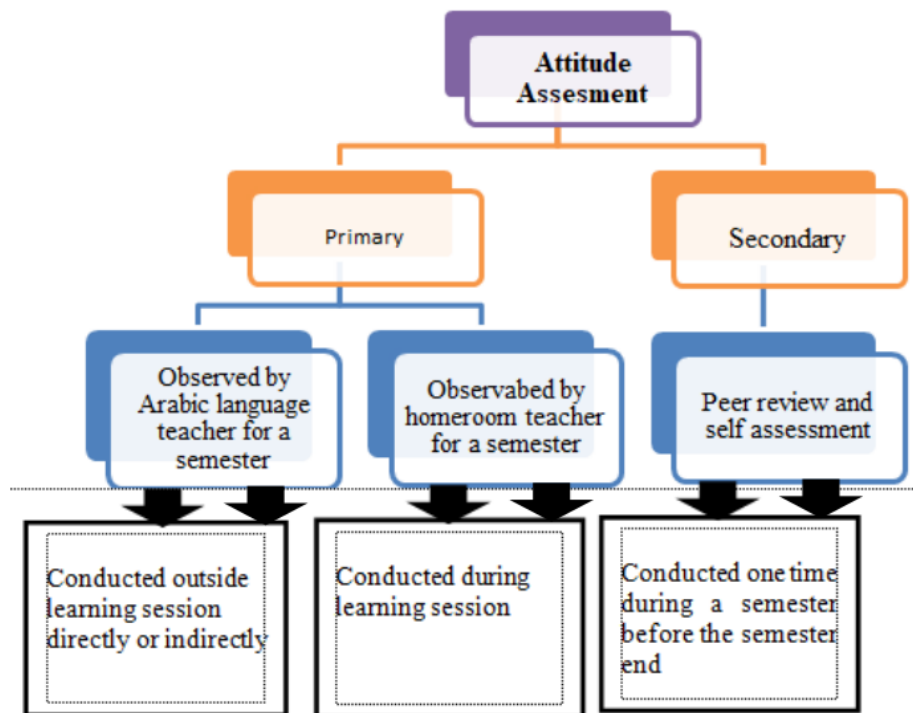 Attitude
Assesment
Primary
Secondary
Observed by
Arabic language
teacher for a
semester
Observabed by
homeroom teacher
for a semester
Peer review and
self assessment
Conducted outside
learning session
directly or indirectly
Conducted during
learning session
Conducted one time
during a semester
before the semester
end